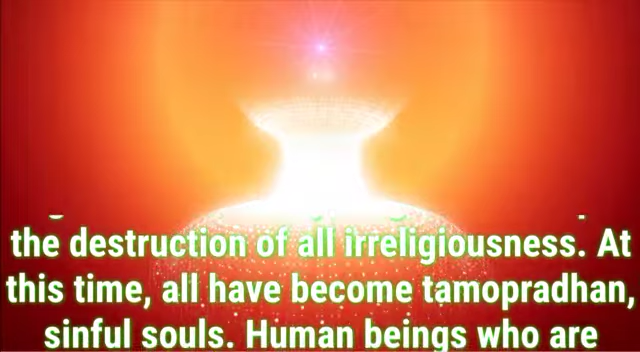 the destruction of all irreligiousness. At
this time, all have become tamopradhan,
sinful souls. Human beings who are